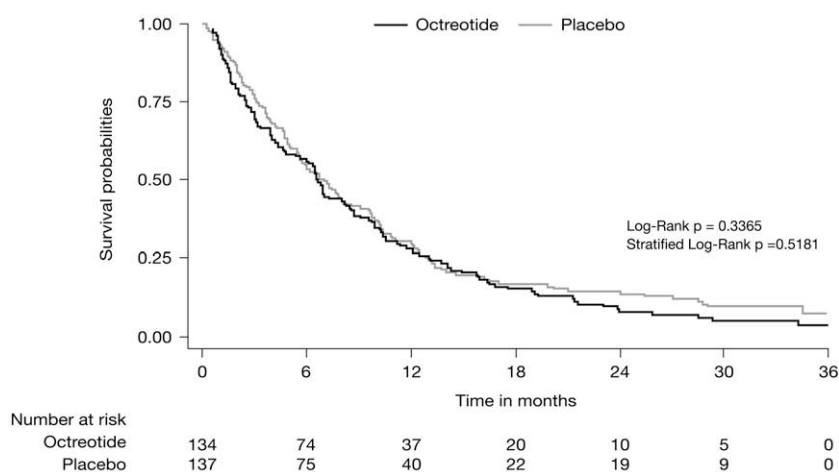 Octreotide Placebo
1.00
0.75
0.50
0.25
0.00
Survival probabilities
Log-Rank p = 0.3365
Stratified Log-Rank p =0.5181
0 6 12 18 24 30 36
Time in months
Number at risk
Octreotide 134 74 37 20 10 5 0
Placebo 137 75 40 22 19 9 0